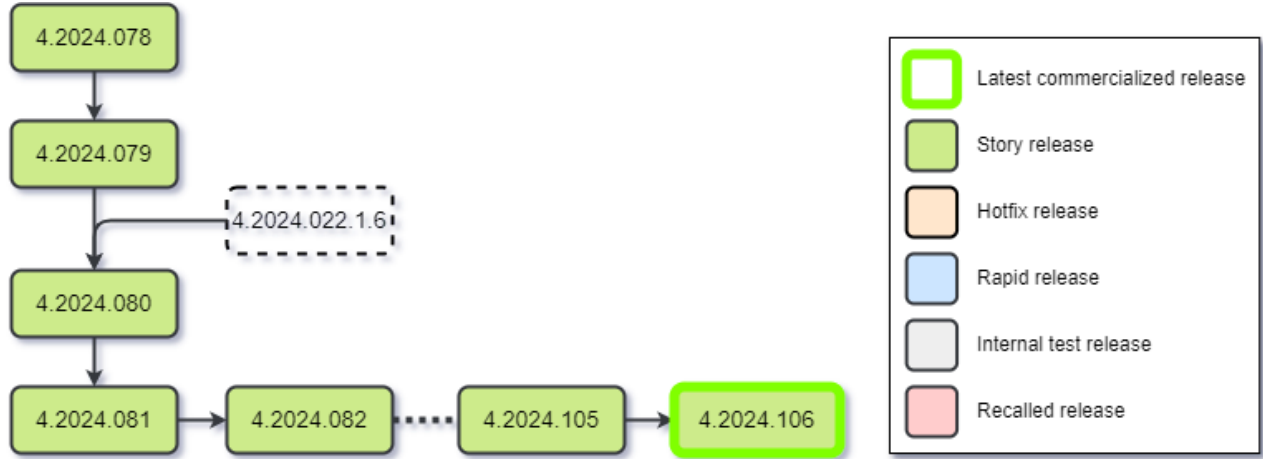 4.2024.078
4.2024.079
4.2024.022.1.6
4.2024.080
4.2024.081
4.2024.082
4.2024.105
4.2024.106
Latest commercialized release
Story release
Hotfix release
Rapid release
Internal test release
Recalled release